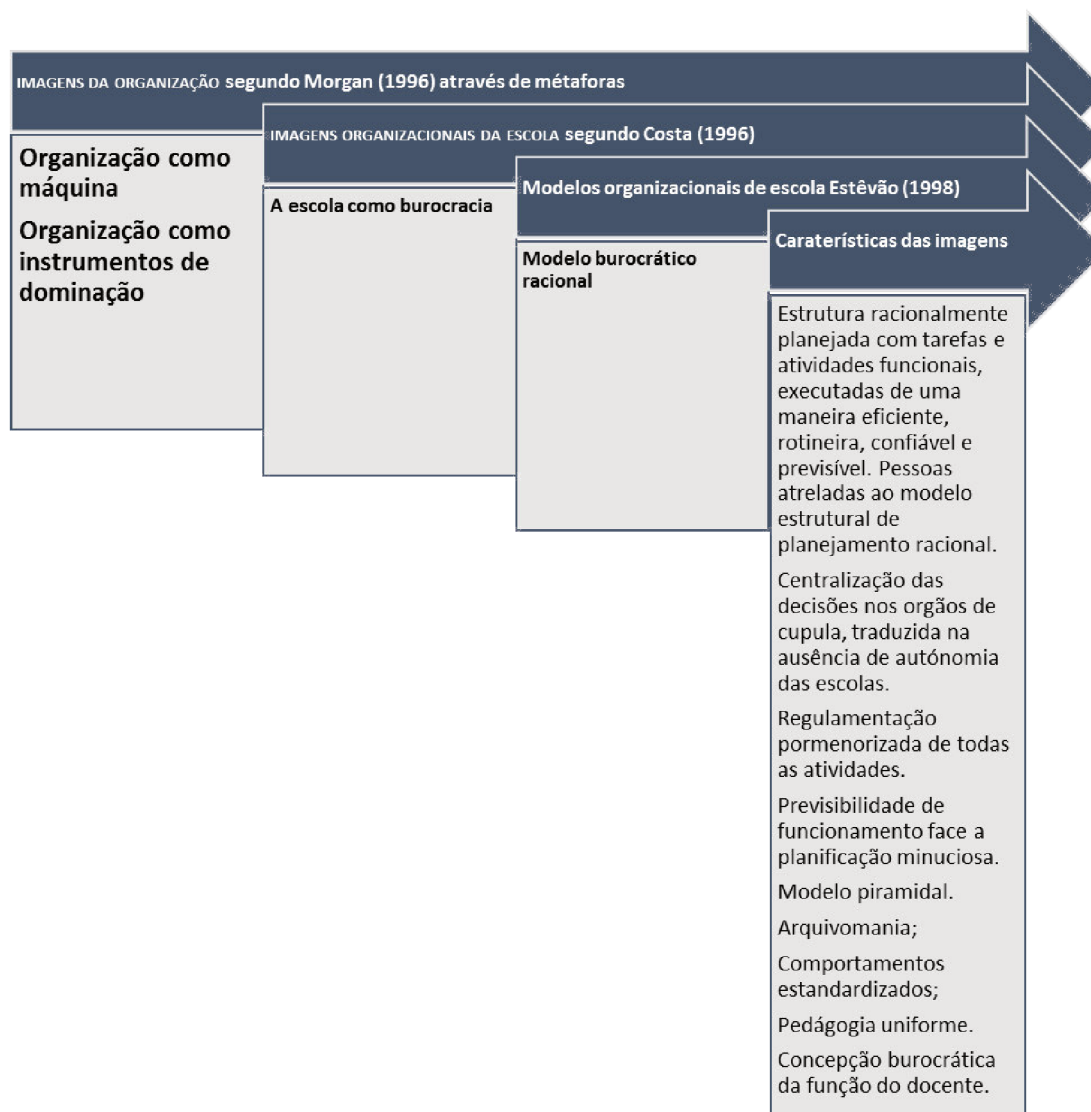 IMAGENS DA ORGANIZAÇÃO segundo Morgan (1996) através de métaforas
Organização como
máquina
Organização como
instrumentos de
dominação
IMAGENS ORGANIZACIONAIS DA ESCOLA segundo Costa (1996)
A escola como burocracia
Modelos organizacionais de escola Estêvão (1998)
Modelo burocrático
racional
Caraterísticas das imagens
Estrutura racionalmente
planejada com tarefas e
atividades funcionais,
executadas de uma
maneira eficiente,
rotineira, confiável e
previsível. Pessoas
atreladas ao modelo
estrutural de
planejamento racional.
Centralização das
decisões nos orgãos de
cupula, traduzida na
ausência de autónomia
das escolas.
Regulamentação
pormenorizada de todas
as atividades.
Previsibilidade de
funcionamento face a
planificação minuciosa.
Modelo piramidal.
Arquivomania;
Comportamentos
estandardizados;
Pedágogia uniforme.
Concepção burocrática
da função do docente.